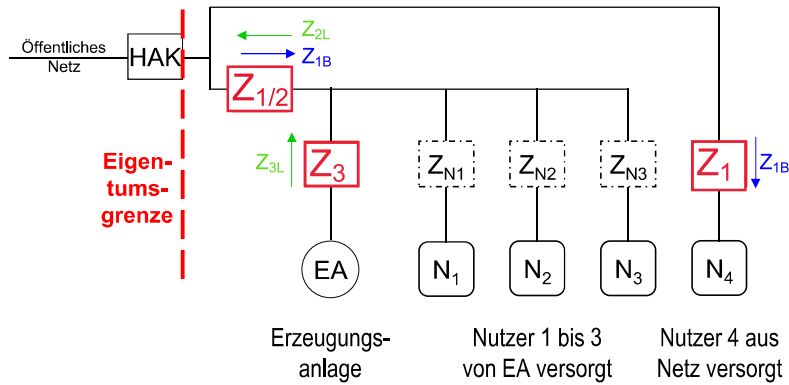 Öffentliches
Netz
HAK
Z2L
Z1B
Z1/2
Eigen-
tums-
grenze
Z3L
Z3
ZN1
ZN2
ZN3
Z1
Z1B
EA
N1
N2
N3
N4
Erzeugungs-
anlage
Nutzer 1 bis 3
von EA versorgt
Nutzer 4 aus
Netz versorgt